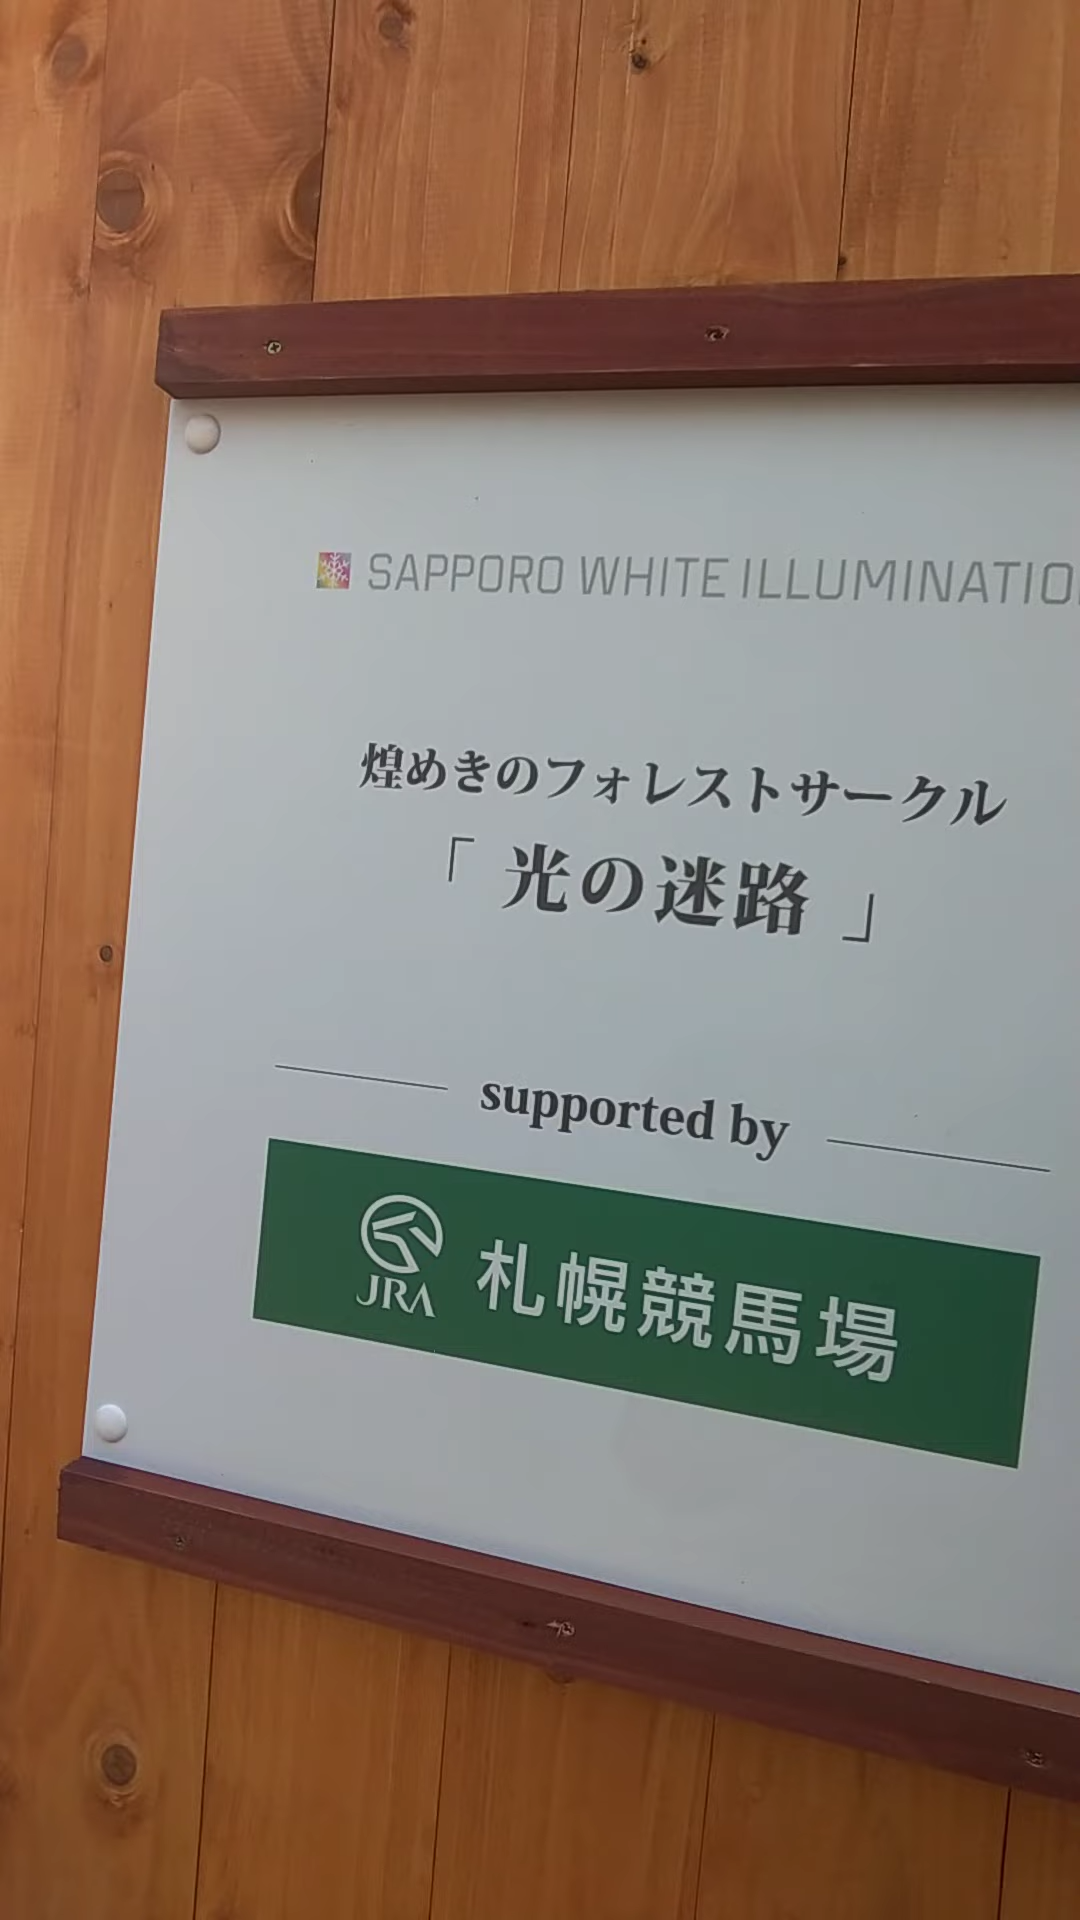 SAPPORO WHITE ILLUMINATIO
煌めきのフォレストサークル
「 光の迷路 」
supported by
JRA 札幌競馬場